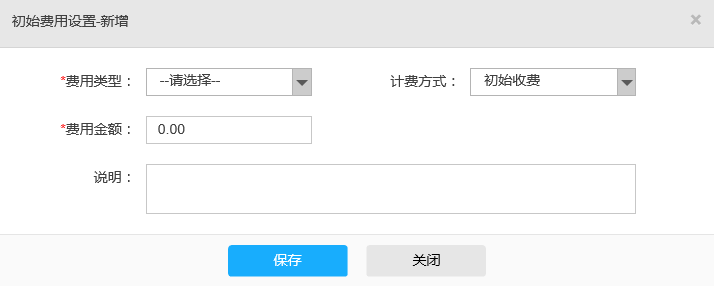 初始费用设置-新增 ×
*费用类型： --请选择-- 计费方式： 初始收费
*费用金额： 0.00
说明：
保存 关闭